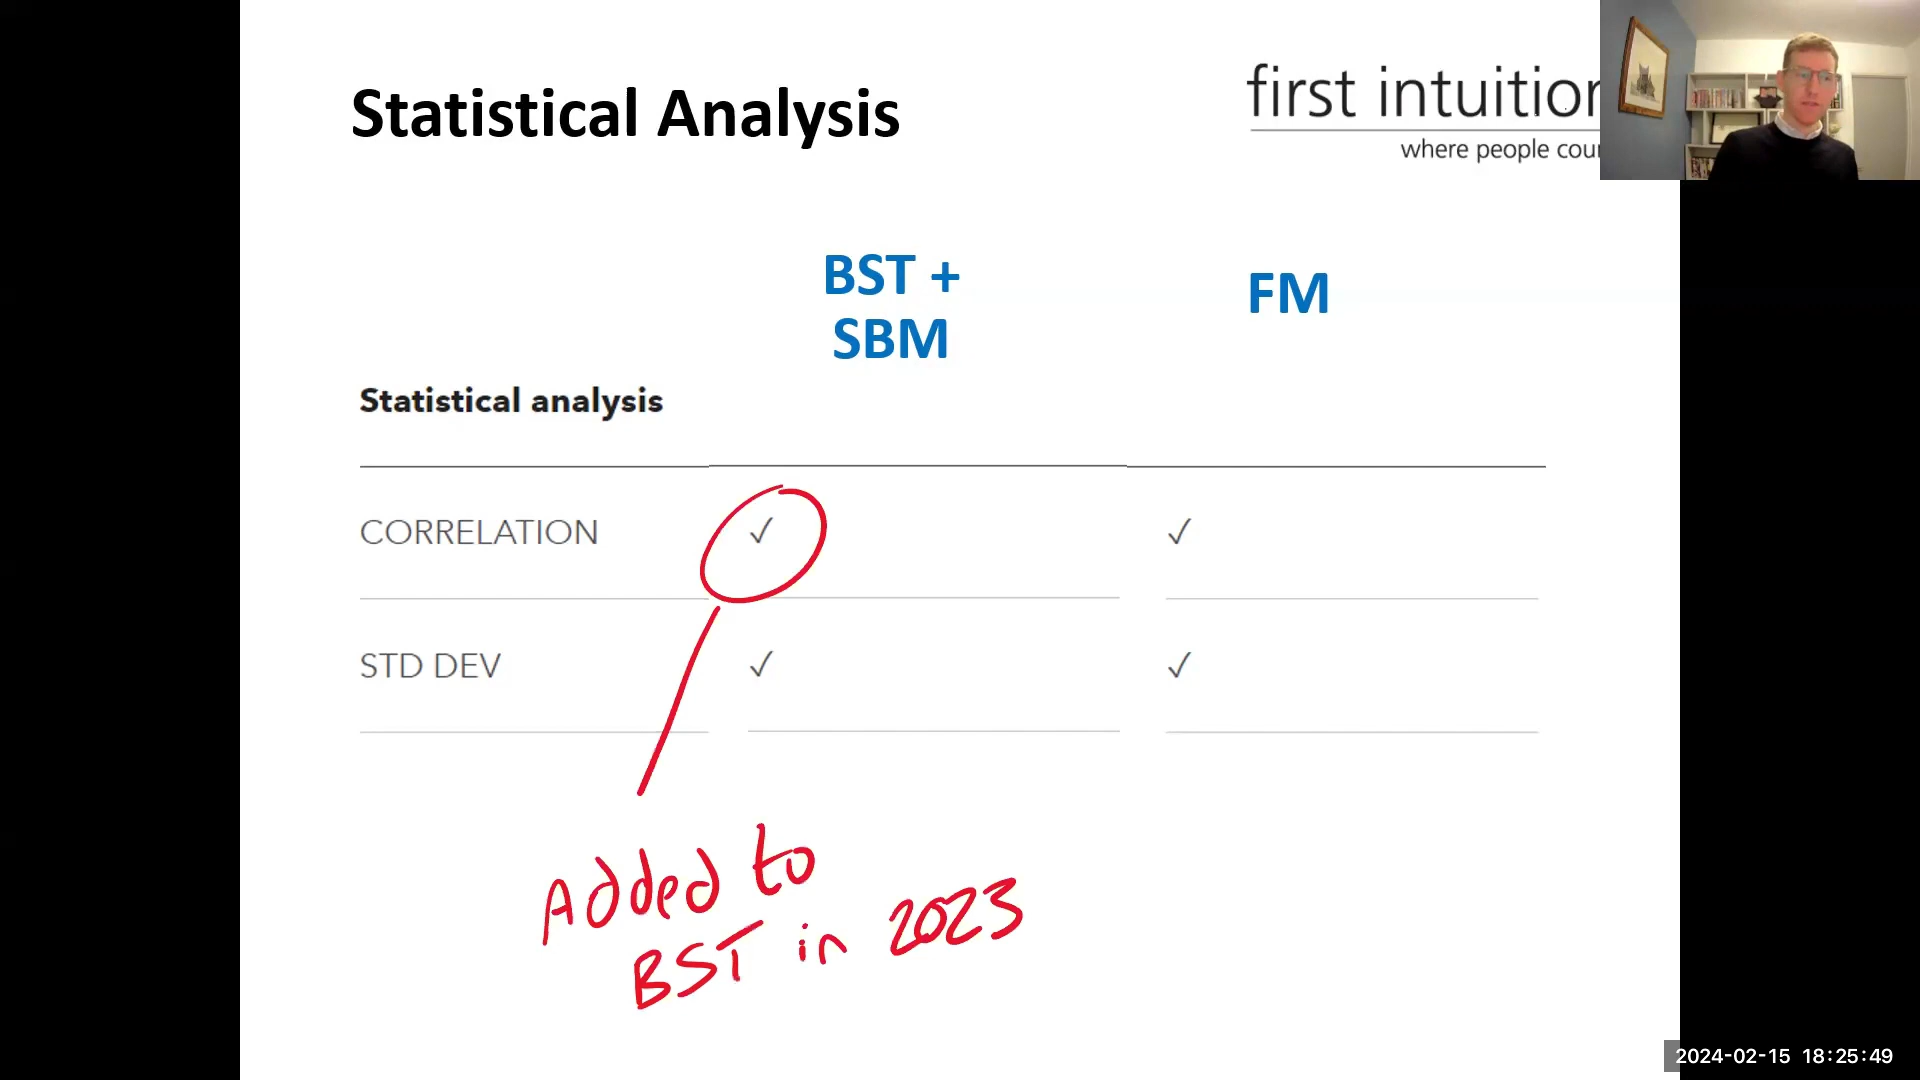 Statistical Analysis
first intuition
where people cou
BST +
SBM
FM
Statistical analysis
CORRELATION ✓ ✓
STD DEV ✓ ✓
Added to
BST in 2023
2024-02-15 18:25:49